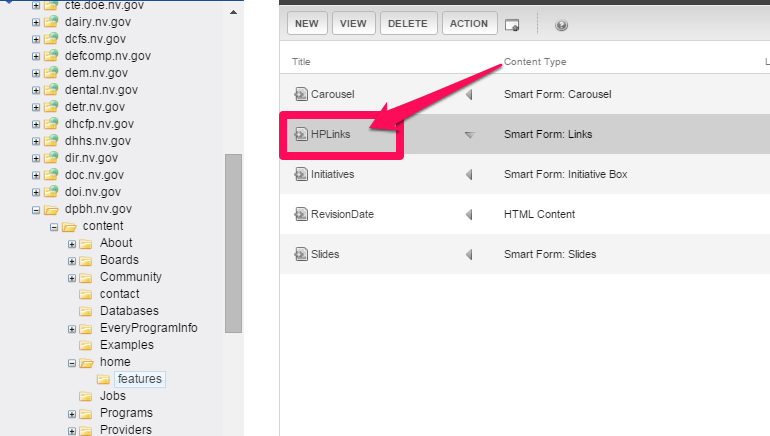 cte.doe.nv.gov
dairy.nv.gov
dcfs.nv.gov
defcomp.nv.gov
dem.nv.gov
dental.nv.gov
detr.nv.gov
dhcfp.nv.gov
dhhs.nv.gov
dir.nv.gov
doc.nv.gov
doi.nv.gov
dpbh.nv.gov
content
About
Boards
Community
contact
Databases
EveryProgramInfo
Examples
home
features
Jobs
Programs
Providers
NEW VIEW DELETE ACTION
Title Content Type L
Carousel Smart Form: Carousel
HPLinks Smart Form: Links
Initiatives Smart Form: Initiative Box
RevisionDate HTML Content
Slides Smart Form: Slides